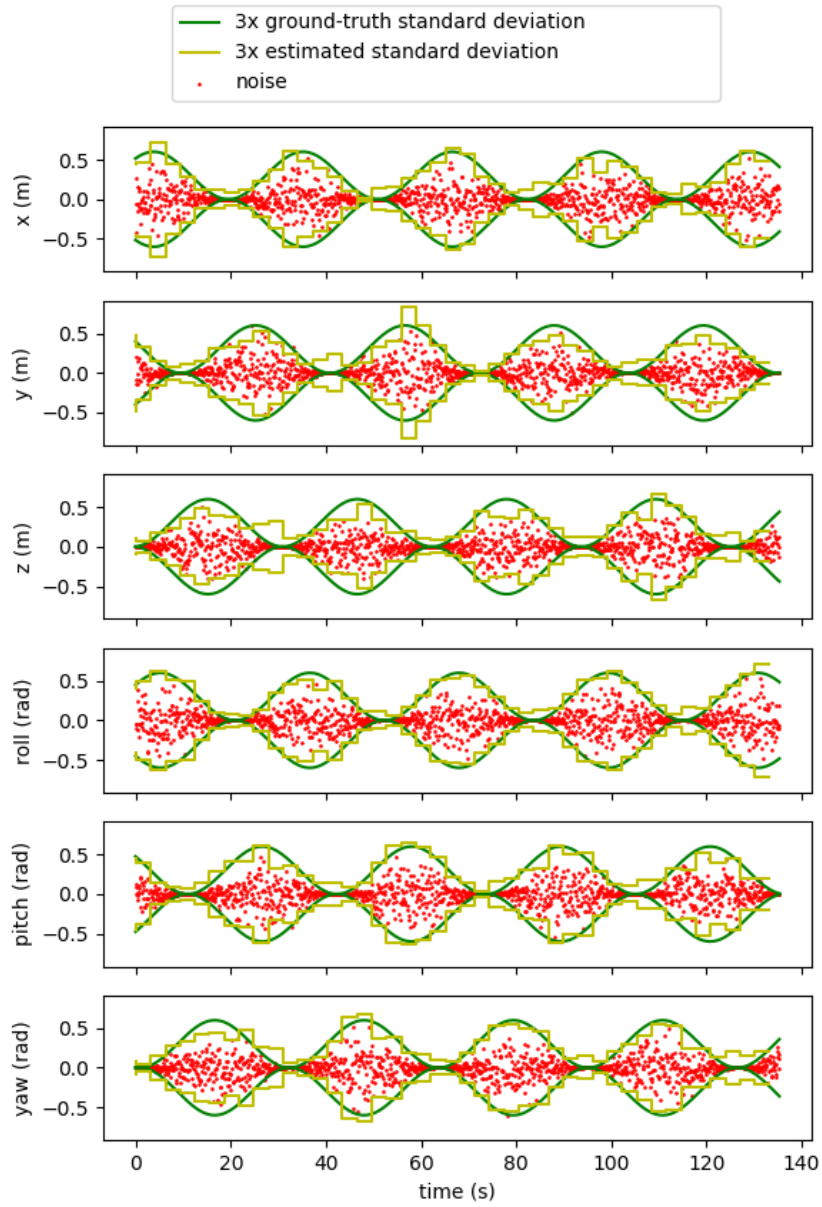 3x ground-truth standard deviation
3x estimated standard deviation
noise
0.5
0.0
−0.5
x (m)
0.5
0.0
−0.5
y (m)
0.5
0.0
−0.5
z (m)
0.5
0.0
−0.5
roll (rad)
0.5
0.0
−0.5
pitch (rad)
0.5
0.0
−0.5
yaw (rad)
0 20 40 60 80 100 120 140
time (s)